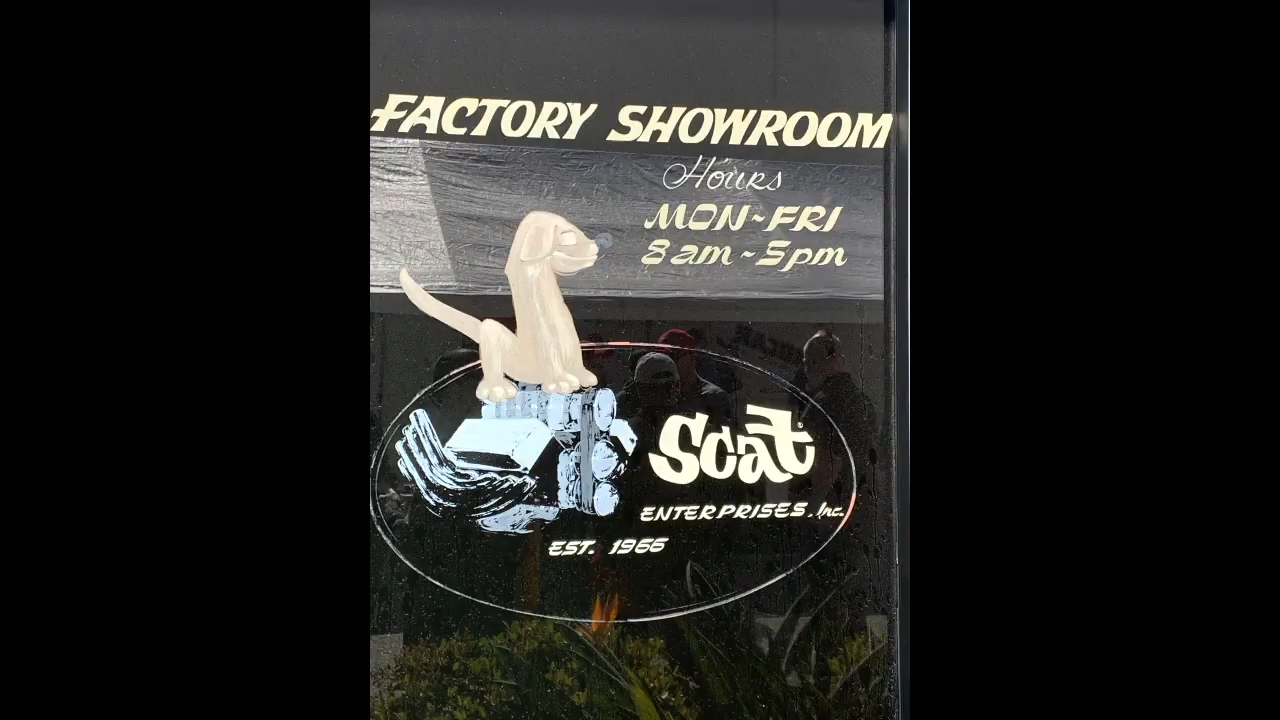 FACTORY SHOWROOM
Hours
MON~FRI
8am~5pm
Scat®
ENTERPRISES, Inc.
EST. 1966